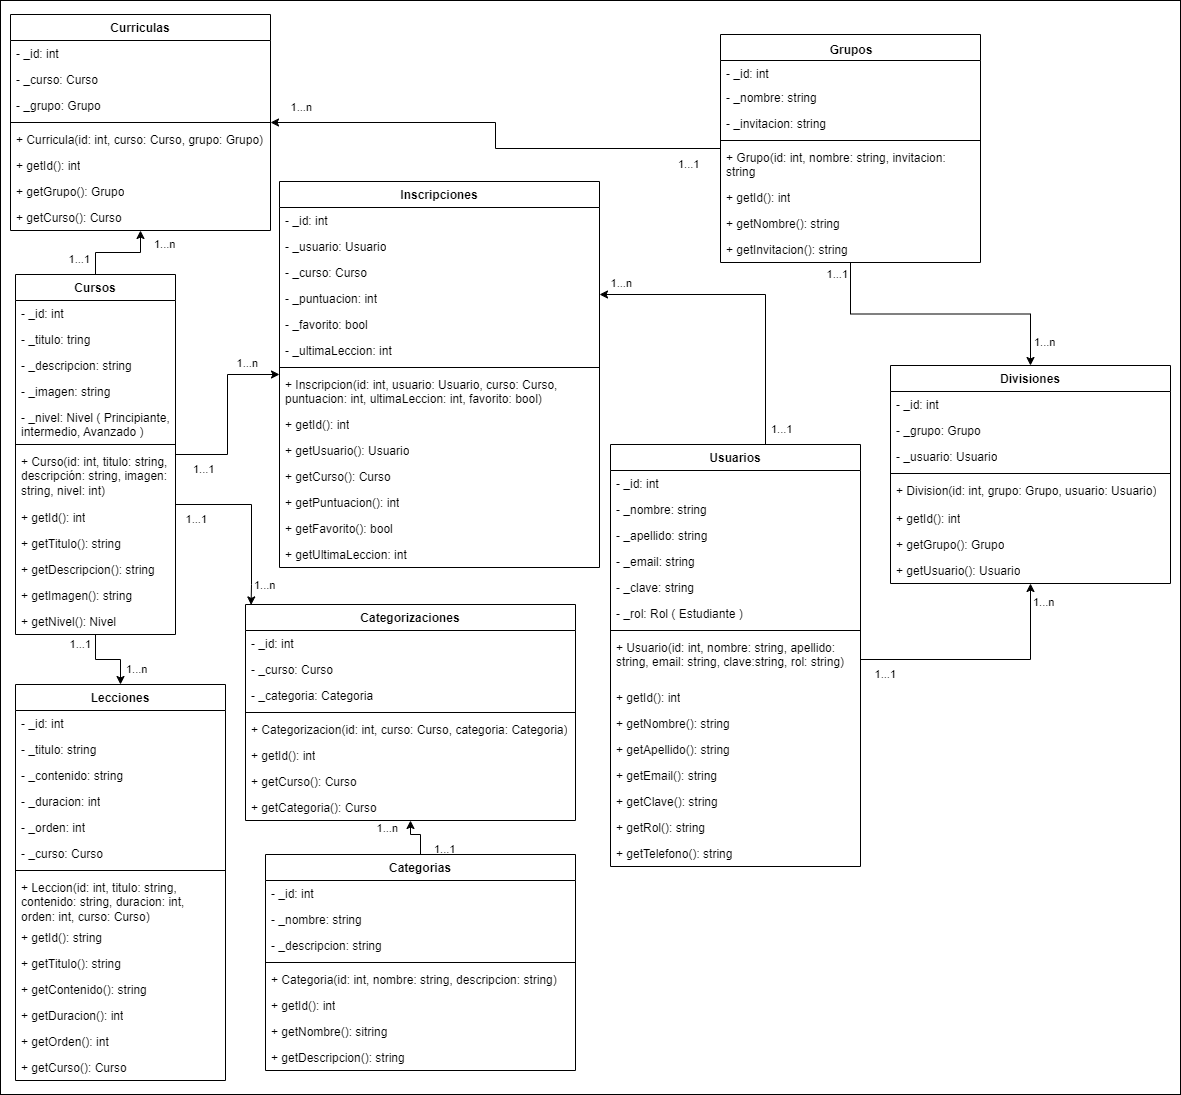 Curriculas
- _id: int
- _curso: Curso
- _grupo: Grupo
+ Curricula(id: int, curso: Curso, grupo: Grupo)
+ getId(): int
+ getGrupo(): Grupo
+ getCurso(): Curso
1...n
1...1
Grupos
- _id: int
- _nombre: string
- _invitacion: string
+ Grupo(id: int, nombre: string, invitacion:
string
+ getId(): int
+ getNombre(): string
+ getInvitacion(): string
1...n
1...1
Inscripciones
- _id: int
- _usuario: Usuario
- _curso: Curso
- _puntuacion: int
- _favorito: bool
- _ultimaLeccion: int
+ Inscripcion(id: int, usuario: Usuario, curso: Curso,
puntuacion: int, ultimaLeccion: int, favorito: bool)
+ getId(): int
+ getUsuario(): Usuario
+ getCurso(): Curso
+ getPuntuacion(): int
+ getFavorito(): bool
+ getUltimaLeccion: int
1...n
1...1
1...1
1...n
Cursos
- _id: int
- _titulo: tring
- _descripcion: string
- _imagen: string
- _nivel: Nivel ( Principiante,
intermedio, Avanzado )
+ Curso(id: int, titulo: string,
descripción: string, imagen:
string, nivel: int)
+ getId(): int
+ getTitulo(): string
+ getDescripcion(): string
+ getImagen(): string
+ getNivel(): Nivel
1...n
1...1
1...1
1...n
1...1
1...n
Divisiones
- _id: int
- _grupo: Grupo
- _usuario: Usuario
+ Division(id: int, grupo: Grupo, usuario: Usuario)
+ getId(): int
+ getGrupo(): Grupo
+ getUsuario(): Usuario
1...n
1...1
Usuarios
- _id: int
- _nombre: string
- _apellido: string
- _email: string
- _clave: string
- _rol: Rol ( Estudiante )
+ Usuario(id: int, nombre: string, apellido:
string, email: string, clave:string, rol: string)
+ getId(): int
+ getNombre(): string
+ getApellido(): string
+ getEmail(): string
+ getClave(): string
+ getRol(): string
+ getTelefono(): string
Categorizaciones
- _id: int
- _curso: Curso
- _categoria: Categoria
+ Categorizacion(id: int, curso: Curso, categoria: Categoria)
+ getId(): int
+ getCurso(): Curso
+ getCategoria(): Curso
1...n
1...1
Lecciones
- _id: int
- _titulo: string
- _contenido: string
- _duracion: int
- _orden: int
- _curso: Curso
+ Leccion(id: int, titulo: string,
contenido: string, duracion: int,
orden: int, curso: Curso)
+ getId(): string
+ getTitulo(): string
+ getContenido(): string
+ getDuracion(): int
+ getOrden(): int
+ getCurso(): Curso
Categorias
- _id: int
- _nombre: string
- _descripcion: string
+ Categoria(id: int, nombre: string, descripcion: string)
+ getId(): int
+ getNombre(): sitring
+ getDescripcion(): string